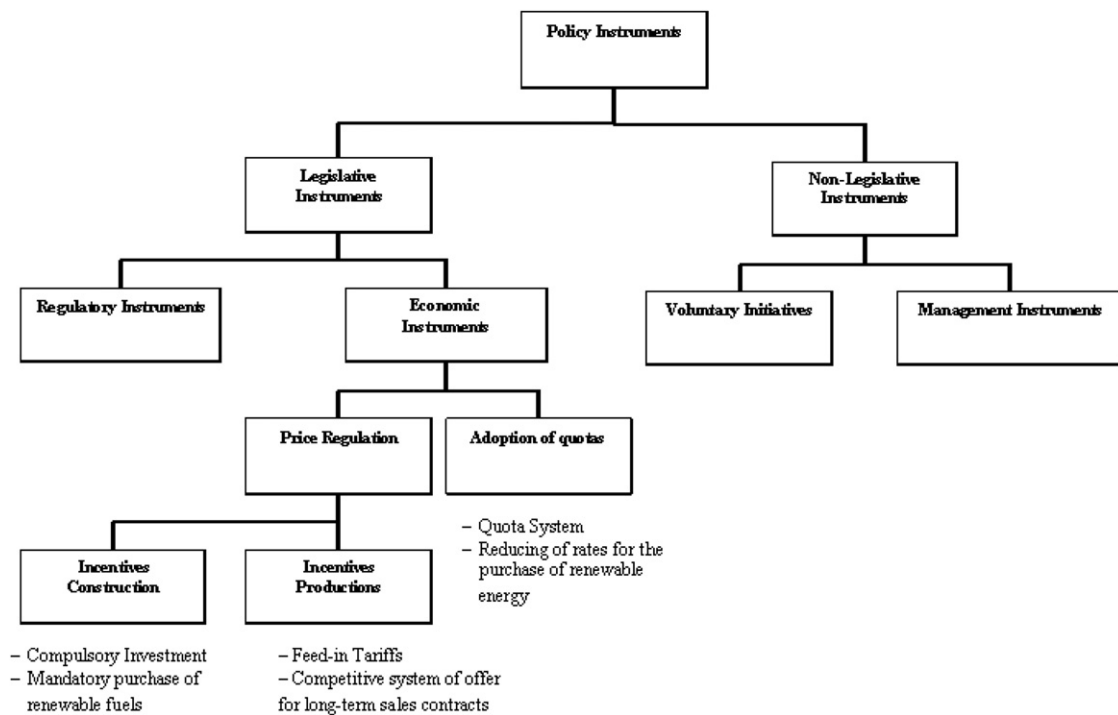 Policy Instruments
Legislative
Instruments
Non-Legislative
Instruments
Regulatory Instruments
Economic
Instruments
Voluntary Initiatives
Management Instruments
Price Regulation
Adoption of quotas
– Quota System
– Reducing of rates for the
purchase of renewable
energy
Incentives
Construction
Incentives
Productions
– Compulsory Investment
– Mandatory purchase of
renewable fuels
– Feed-in Tariffs
– Competitive system of offer
for long-term sales contracts